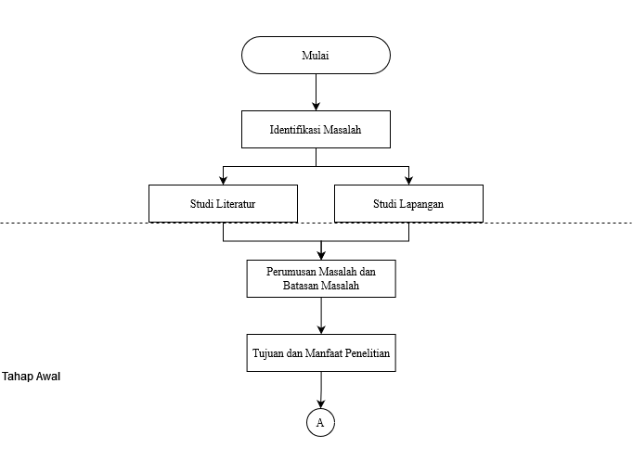 Mulai
Identifikasi Masalah
Studi Literatur
Studi Lapangan
Perumusan Masalah dan
Batasan Masalah
Tujuan dan Manfaat Penelitian
Tahap Awal
A